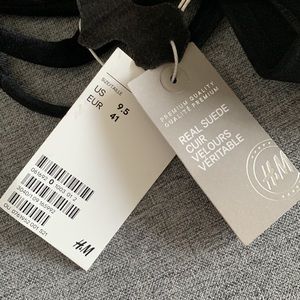 SIZE/TAILLE
US 9.5
EUR 41
H&M
PREMIUM QUALITY
QUALITÉ PREMIUM
REAL SUEDE
CUIR
VELOURS
VERITABLE
H&M